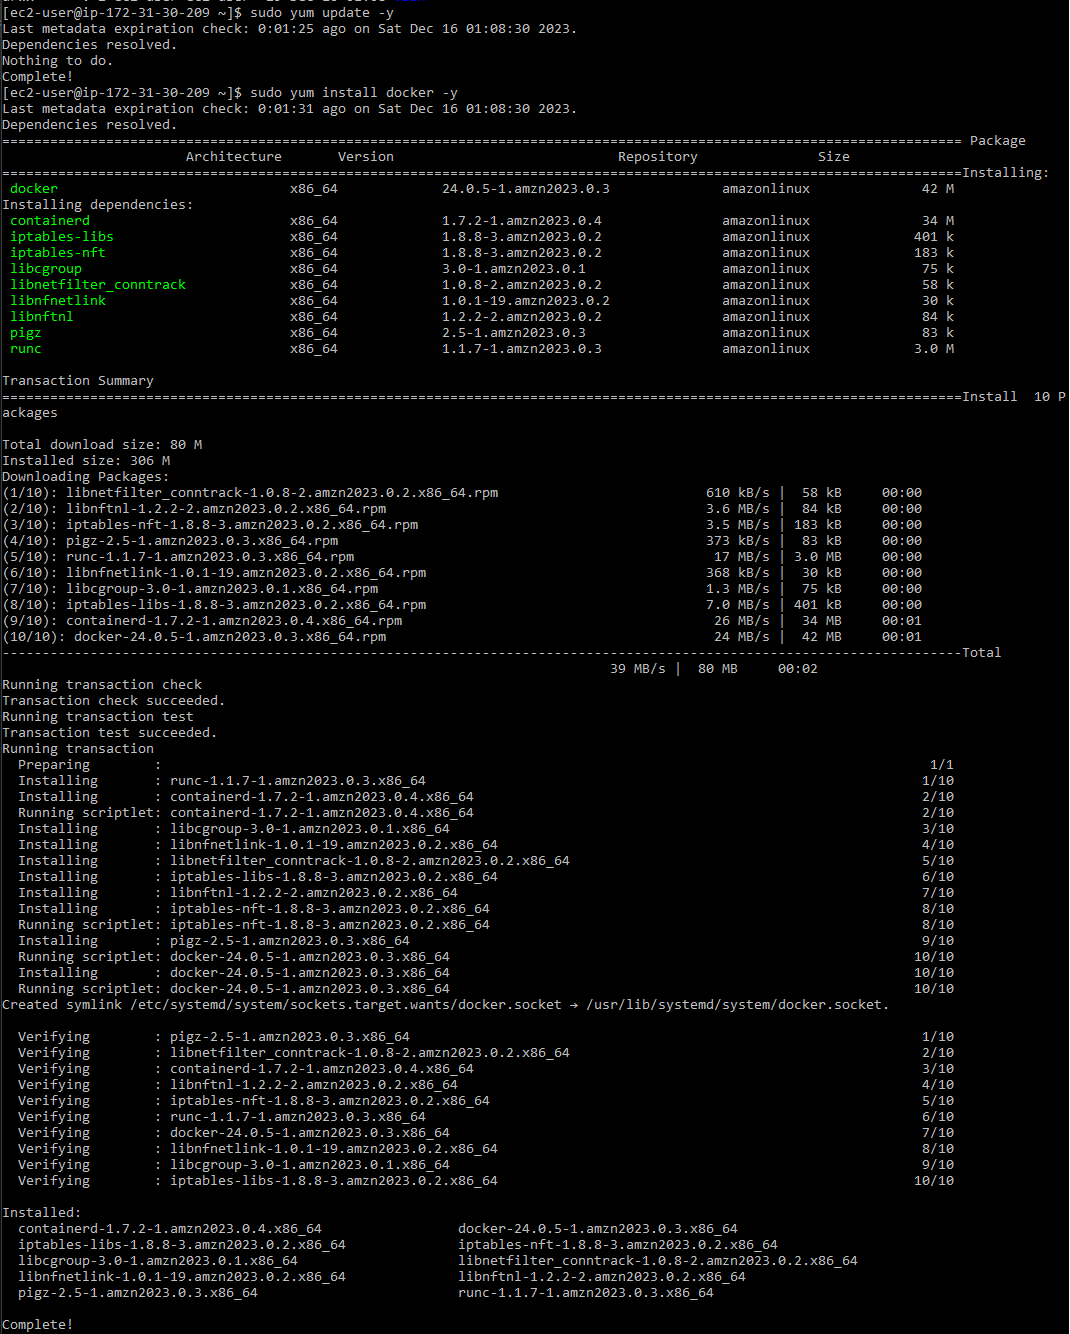 [ec2-user@ip-172-31-30-209 ~]$ sudo yum update -y
Last metadata expiration check: 0:01:25 ago on Sat Dec 16 01:08:30 2023.
Dependencies resolved.
Nothing to do.
Complete!
[ec2-user@ip-172-31-30-209 ~]$ sudo yum install docker -y
Last metadata expiration check: 0:01:31 ago on Sat Dec 16 01:08:30 2023.
Dependencies resolved.
======================================================================================================================== Package
Architecture Version Repository Size
========================================================================================================================Installing:
docker x86_64 24.0.5-1.amzn2023.0.3 amazonlinux 42 M
Installing dependencies:
containerd x86_64 1.7.2-1.amzn2023.0.4 amazonlinux 34 M
iptables-libs x86_64 1.8.8-3.amzn2023.0.2 amazonlinux 401 k
iptables-nft x86_64 1.8.8-3.amzn2023.0.2 amazonlinux 183 k
libcgroup x86_64 3.0-1.amzn2023.0.1 amazonlinux 75 k
libnetfilter_conntrack x86_64 1.0.8-2.amzn2023.0.2 amazonlinux 58 k
libnfnetlink x86_64 1.0.1-19.amzn2023.0.2 amazonlinux 30 k
libnftnl x86_64 1.2.2-2.amzn2023.0.2 amazonlinux 84 k
pigz x86_64 2.5-1.amzn2023.0.3 amazonlinux 83 k
runc x86_64 1.1.7-1.amzn2023.0.3 amazonlinux 3.0 M
Transaction Summary
========================================================================================================================Install 10 P
ackages
Total download size: 80 M
Installed size: 306 M
Downloading Packages:
(1/10): libnetfilter_conntrack-1.0.8-2.amzn2023.0.2.x86_64.rpm 610 kB/s | 58 kB 00:00
(2/10): libnftnl-1.2.2-2.amzn2023.0.2.x86_64.rpm 3.6 MB/s | 84 kB 00:00
(3/10): iptables-nft-1.8.8-3.amzn2023.0.2.x86_64.rpm 3.5 MB/s | 183 kB 00:00
(4/10): pigz-2.5-1.amzn2023.0.3.x86_64.rpm 373 kB/s | 83 kB 00:00
(5/10): runc-1.1.7-1.amzn2023.0.3.x86_64.rpm 17 MB/s | 3.0 MB 00:00
(6/10): libnfnetlink-1.0.1-19.amzn2023.0.2.x86_64.rpm 368 kB/s | 30 kB 00:00
(7/10): libcgroup-3.0-1.amzn2023.0.1.x86_64.rpm 1.3 MB/s | 75 kB 00:00
(8/10): iptables-libs-1.8.8-3.amzn2023.0.2.x86_64.rpm 7.0 MB/s | 401 kB 00:00
(9/10): containerd-1.7.2-1.amzn2023.0.4.x86_64.rpm 26 MB/s | 34 MB 00:01
(10/10): docker-24.0.5-1.amzn2023.0.3.x86_64.rpm 24 MB/s | 42 MB 00:01
------------------------------------------------------------------------------------------------------------------------Total
39 MB/s | 80 MB 00:02
Running transaction check
Transaction check succeeded.
Running transaction test
Transaction test succeeded.
Running transaction
Preparing : 1/1
Installing : runc-1.1.7-1.amzn2023.0.3.x86_64 1/10
Installing : containerd-1.7.2-1.amzn2023.0.4.x86_64 2/10
Running scriptlet: containerd-1.7.2-1.amzn2023.0.4.x86_64 2/10
Installing : libcgroup-3.0-1.amzn2023.0.1.x86_64 3/10
Installing : libnfnetlink-1.0.1-19.amzn2023.0.2.x86_64 4/10
Installing : libnetfilter_conntrack-1.0.8-2.amzn2023.0.2.x86_64 5/10
Installing : iptables-libs-1.8.8-3.amzn2023.0.2.x86_64 6/10
Installing : libnftnl-1.2.2-2.amzn2023.0.2.x86_64 7/10
Installing : iptables-nft-1.8.8-3.amzn2023.0.2.x86_64 8/10
Running scriptlet: iptables-nft-1.8.8-3.amzn2023.0.2.x86_64 8/10
Installing : pigz-2.5-1.amzn2023.0.3.x86_64 9/10
Running scriptlet: docker-24.0.5-1.amzn2023.0.3.x86_64 10/10
Installing : docker-24.0.5-1.amzn2023.0.3.x86_64 10/10
Running scriptlet: docker-24.0.5-1.amzn2023.0.3.x86_64 10/10
Created symlink /etc/systemd/system/sockets.target.wants/docker.socket → /usr/lib/systemd/system/docker.socket.
Verifying : pigz-2.5-1.amzn2023.0.3.x86_64 1/10
Verifying : libnetfilter_conntrack-1.0.8-2.amzn2023.0.2.x86_64 2/10
Verifying : containerd-1.7.2-1.amzn2023.0.4.x86_64 3/10
Verifying : libnftnl-1.2.2-2.amzn2023.0.2.x86_64 4/10
Verifying : iptables-nft-1.8.8-3.amzn2023.0.2.x86_64 5/10
Verifying : runc-1.1.7-1.amzn2023.0.3.x86_64 6/10
Verifying : docker-24.0.5-1.amzn2023.0.3.x86_64 7/10
Verifying : libnfnetlink-1.0.1-19.amzn2023.0.2.x86_64 8/10
Verifying : libcgroup-3.0-1.amzn2023.0.1.x86_64 9/10
Verifying : iptables-libs-1.8.8-3.amzn2023.0.2.x86_64 10/10
Installed:
containerd-1.7.2-1.amzn2023.0.4.x86_64 docker-24.0.5-1.amzn2023.0.3.x86_64
iptables-libs-1.8.8-3.amzn2023.0.2.x86_64 iptables-nft-1.8.8-3.amzn2023.0.2.x86_64
libcgroup-3.0-1.amzn2023.0.1.x86_64 libnetfilter_conntrack-1.0.8-2.amzn2023.0.2.x86_64
libnfnetlink-1.0.1-19.amzn2023.0.2.x86_64 libnftnl-1.2.2-2.amzn2023.0.2.x86_64
pigz-2.5-1.amzn2023.0.3.x86_64 runc-1.1.7-1.amzn2023.0.3.x86_64
Complete!